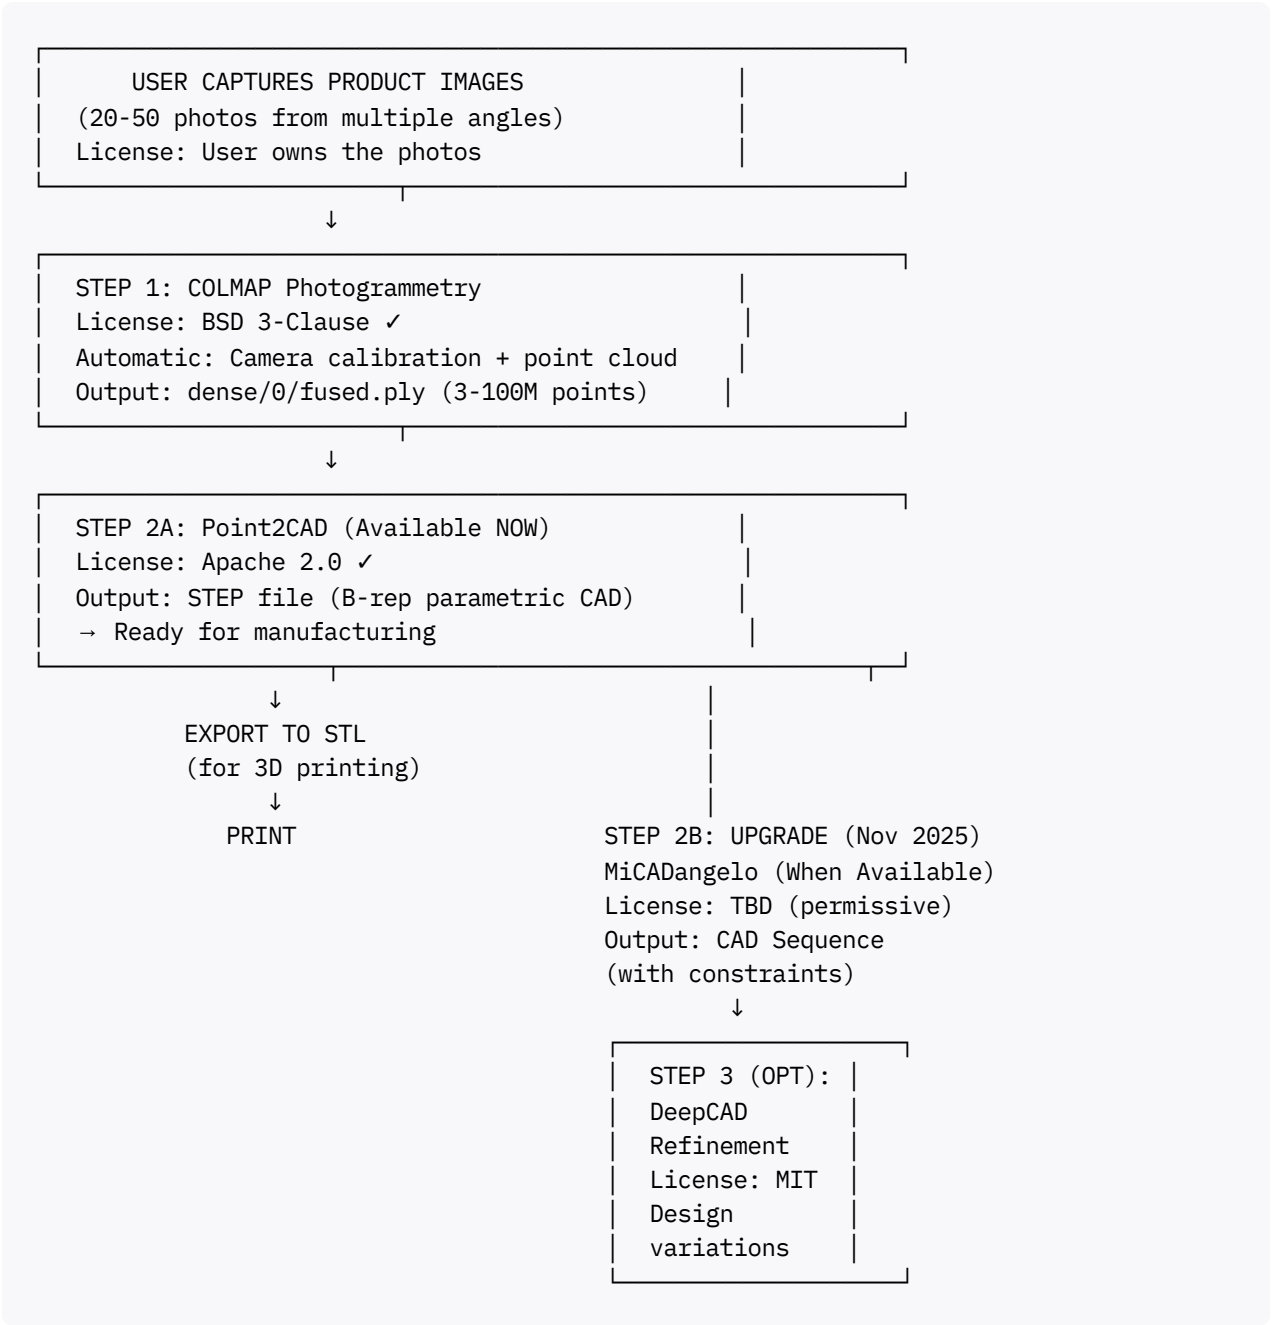 USER CAPTURES PRODUCT IMAGES
(20-50 photos from multiple angles)
License: User owns the photos
↓
STEP 1: COLMAP Photogrammetry
License: BSD 3-Clause ✓
Automatic: Camera calibration + point cloud
Output: dense/0/fused.ply (3-100M points)
↓
STEP 2A: Point2CAD (Available NOW)
License: Apache 2.0 ✓
Output: STEP file (B-rep parametric CAD)
→ Ready for manufacturing
↓
EXPORT TO STL
(for 3D printing)
↓
PRINT
STEP 2B: UPGRADE (Nov 2025)
MiCADangelo (When Available)
License: TBD (permissive)
Output: CAD Sequence
(with constraints)
↓
STEP 3 (OPT):
DeepCAD
Refinement
License: MIT
Design
variations